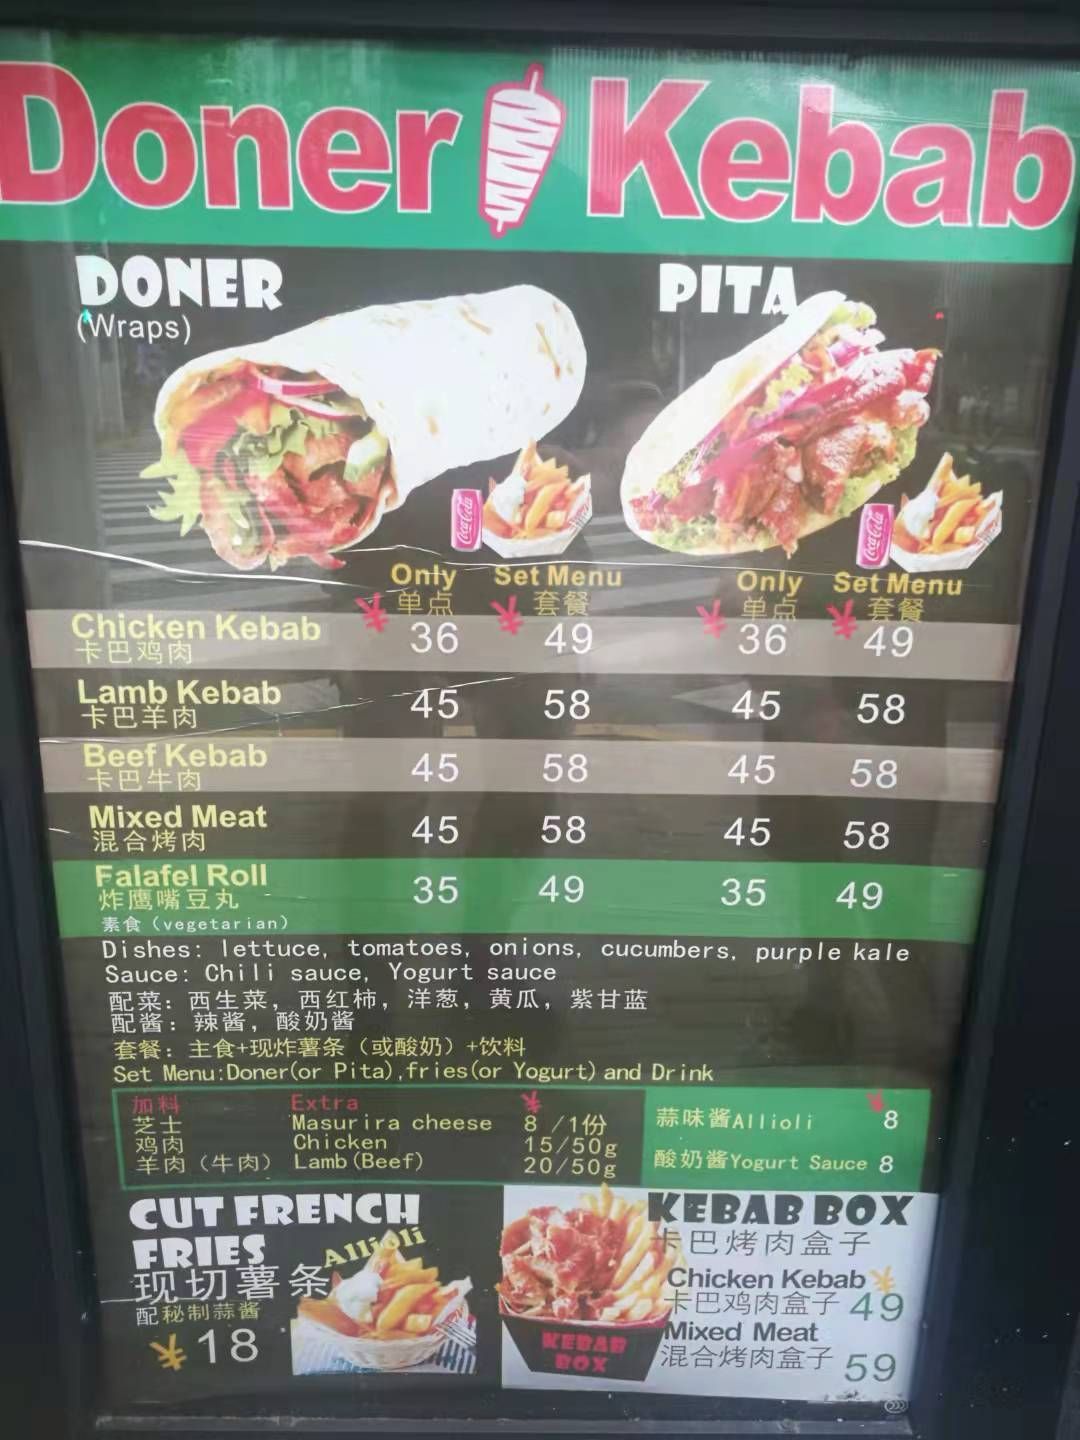 Doner Kebab
DONER
(Wraps)
PITA
Coca-Cola
Coca-Cola
Only Set Menu Only Set Menu
¥ 单点 ¥ 套餐 ¥ 单点 ¥ 套餐
Chicken Kebab 36 49 36 49
卡巴鸡肉
Lamb Kebab 45 58 45 58
卡巴羊肉
Beef Kebab 45 58 45 58
卡巴牛肉
Mixed Meat 45 58 45 58
混合烤肉
Falafel Roll 35 49 35 49
炸鹰嘴豆丸
素食（vegetarian）
Dishes: lettuce, tomatoes, onions, cucumbers, purple kale
Sauce: Chili sauce, Yogurt sauce
配菜：西生菜，西红柿，洋葱，黄瓜，紫甘蓝
配酱：辣酱，酸奶酱
套餐：主食+现炸薯条（或酸奶）+饮料
Set Menu:Doner(or Pita),fries(or Yogurt) and Drink
加料 Extra ¥
芝士 Masurira cheese 8 /1份
鸡肉 Chicken 15/50g
羊肉（牛肉） Lamb(Beef) 20/50g
¥
蒜味酱Allioli 8
酸奶酱Yogurt Sauce 8
CUT FRENCH
FRIES
Allioli
现切薯条
配秘制蒜酱
¥18
KEBAB BOX
卡巴烤肉盒子
Chicken Kebab ¥
卡巴鸡肉盒子 49
Mixed Meat
混合烤肉盒子 59
KEBAB
BOX